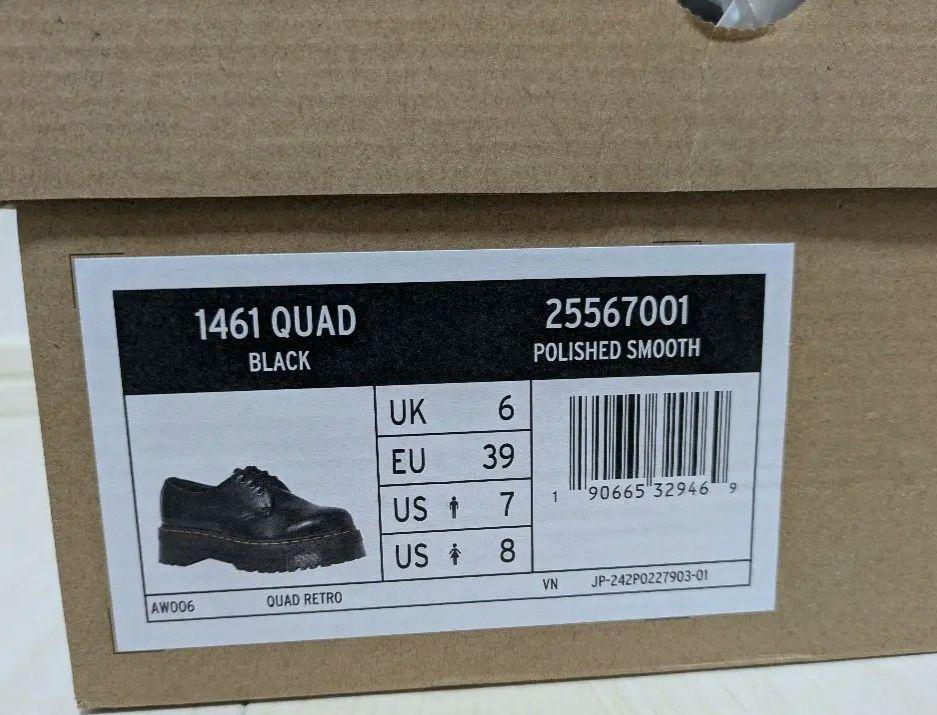 1461 QUAD
BLACK
25567001
POLISHED SMOOTH
UK 6
EU 39
US 7
US 8
1 90665 32946 9
AW006 QUAD RETRO VN JP-242P0227903-01